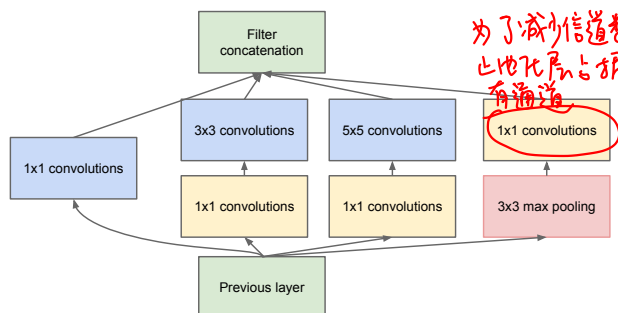 Filter
concatenation
为了减少信道
止池化层占据
有通道
3x3 convolutions
5x5 convolutions
1x1 convolutions
1x1 convolutions
1x1 convolutions
1x1 convolutions
3x3 max pooling
Previous layer